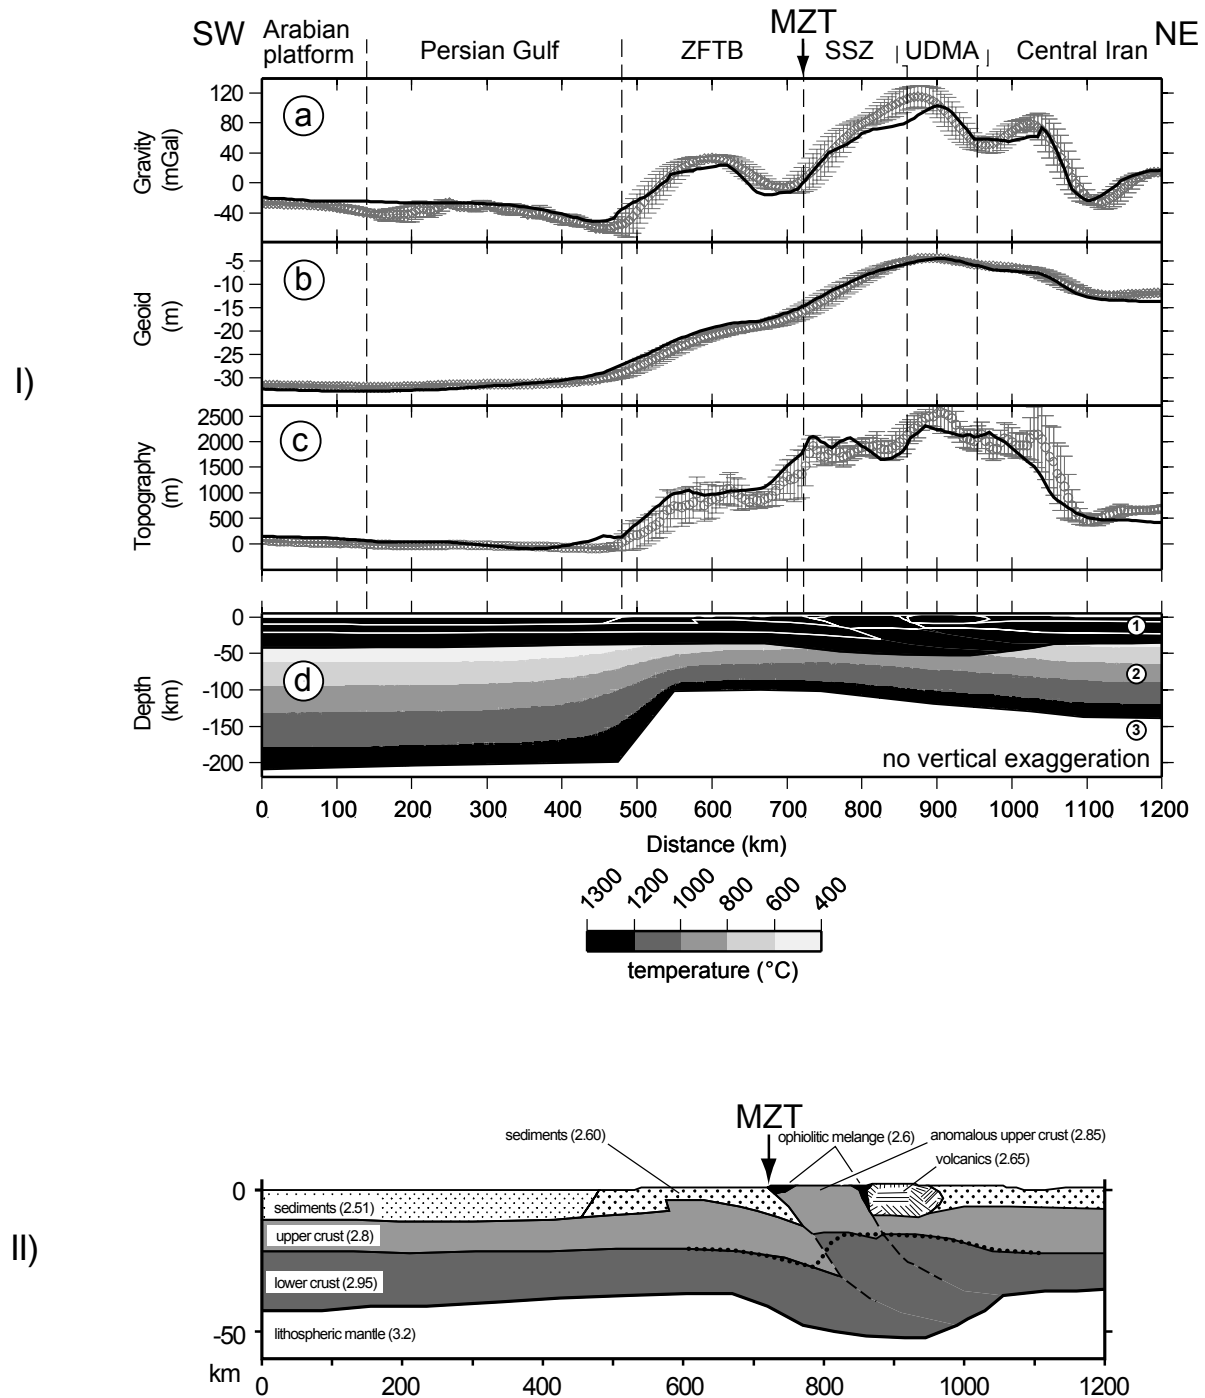 SW
Arabian
platform
Persian Gulf
ZFTB
MZT
SSZ
UDMA
Central Iran
NE
I)
a
Gravity
(mGal)
120
80
40
0
-40
b
Geoid
(m)
-5
-10
-15
-20
-25
-30
c
Topography
(m)
2500
2000
1500
1000
500
0
d
Depth
(km)
0
-50
-100
-150
-200
1
2
3
no vertical exaggeration
0 100 200 300 400 500 600 700 800 900 1000 1100 1200
Distance (km)
1300 1200 1000 800 600 400
temperature (°C)
II)
MZT
sediments (2.60)
ophiolitic melange (2.6)
anomalous upper crust (2.85)
volcanics (2.65)
0
sediments (2.51)
upper crust (2.8)
lower crust (2.95)
-50
lithospheric mantle (3.2)
km
0 200 400 600 800 1000 1200